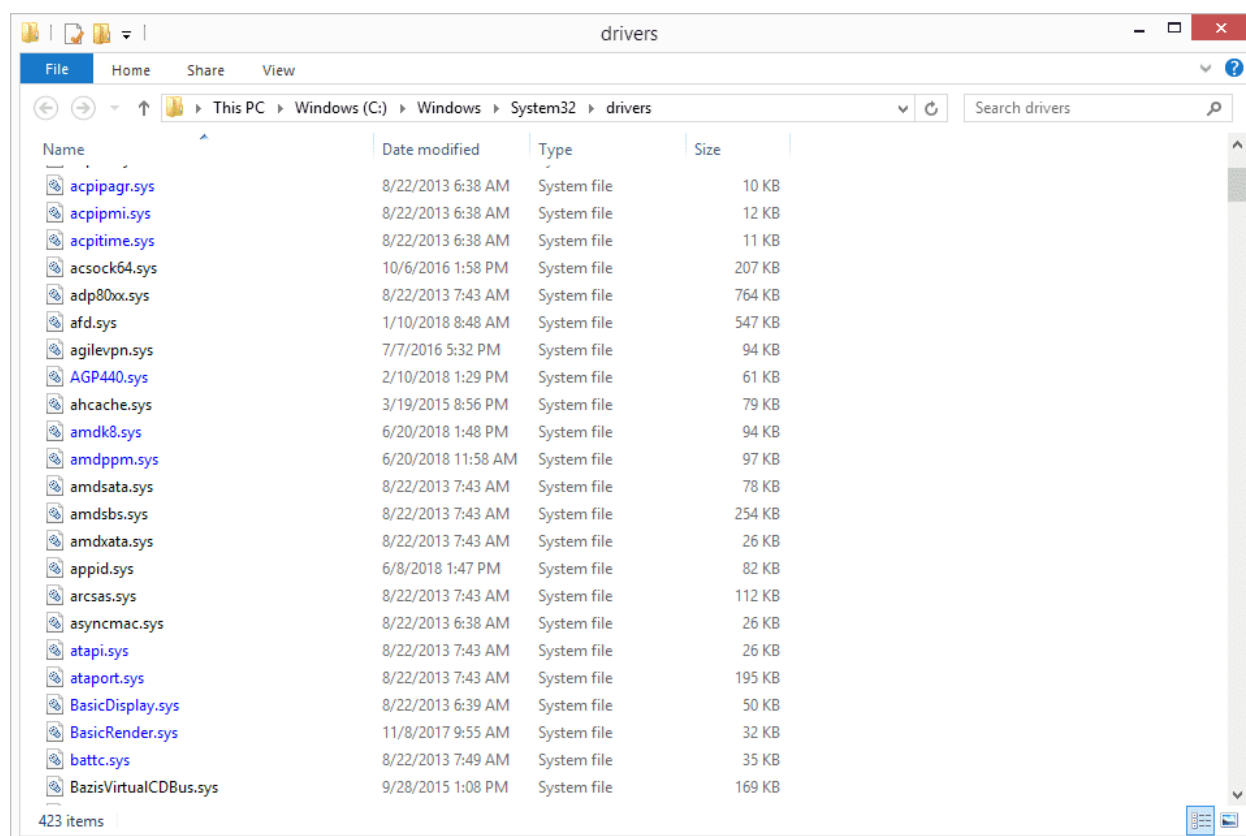 drivers
File Home Share View
This PC Windows (C:) Windows System32 drivers Search drivers
Name Date modified Type Size
acpipagr.sys 8/22/2013 6:38 AM System file 10 KB
acpipmi.sys 8/22/2013 6:38 AM System file 12 KB
acpitime.sys 8/22/2013 6:38 AM System file 11 KB
acsock64.sys 10/6/2016 1:58 PM System file 207 KB
adp80xx.sys 8/22/2013 7:43 AM System file 764 KB
afd.sys 1/10/2018 8:48 AM System file 547 KB
agilevpn.sys 7/7/2016 5:32 PM System file 94 KB
AGP440.sys 2/10/2018 1:29 PM System file 61 KB
ahcache.sys 3/19/2015 8:56 PM System file 79 KB
amdk8.sys 6/20/2018 1:48 PM System file 94 KB
amdppm.sys 6/20/2018 11:58 AM System file 97 KB
amdsata.sys 8/22/2013 7:43 AM System file 78 KB
amdsbs.sys 8/22/2013 7:43 AM System file 254 KB
amdxata.sys 8/22/2013 7:43 AM System file 26 KB
appid.sys 6/8/2018 1:47 PM System file 82 KB
arcsas.sys 8/22/2013 7:43 AM System file 112 KB
asyncmac.sys 8/22/2013 6:38 AM System file 26 KB
atapi.sys 8/22/2013 7:43 AM System file 26 KB
ataport.sys 8/22/2013 7:43 AM System file 195 KB
BasicDisplay.sys 8/22/2013 6:39 AM System file 50 KB
BasicRender.sys 11/8/2017 9:55 AM System file 32 KB
battc.sys 8/22/2013 7:49 AM System file 35 KB
BazisVirtualCDBus.sys 9/28/2015 1:08 PM System file 169 KB
423 items